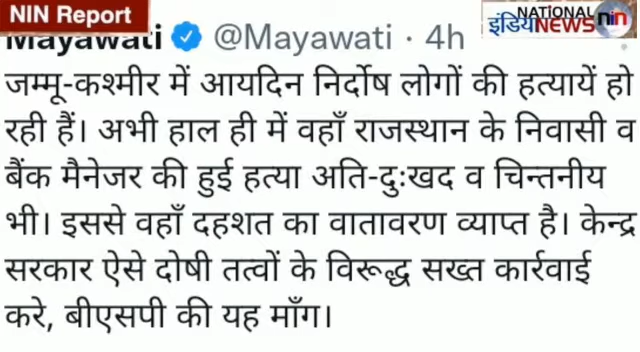 NIN Report
NATiONAL
इंडियाNEWS nin
Mayawati @Mayawati · 4h
जम्मू-कश्मीर में आयदिन निर्दोष लोगों की हत्यायें हो
रही हैं। अभी हाल ही में वहाँ राजस्थान के निवासी व
बैंक मैनेजर की हुई हत्या अति-दुःखद व चिन्तनीय
भी। इससे वहाँ दहशत का वातावरण व्याप्त है। केन्द्र
सरकार ऐसे दोषी तत्वों के विरूद्ध सख्त कार्रवाई
करे, बीएसपी की यह माँग।